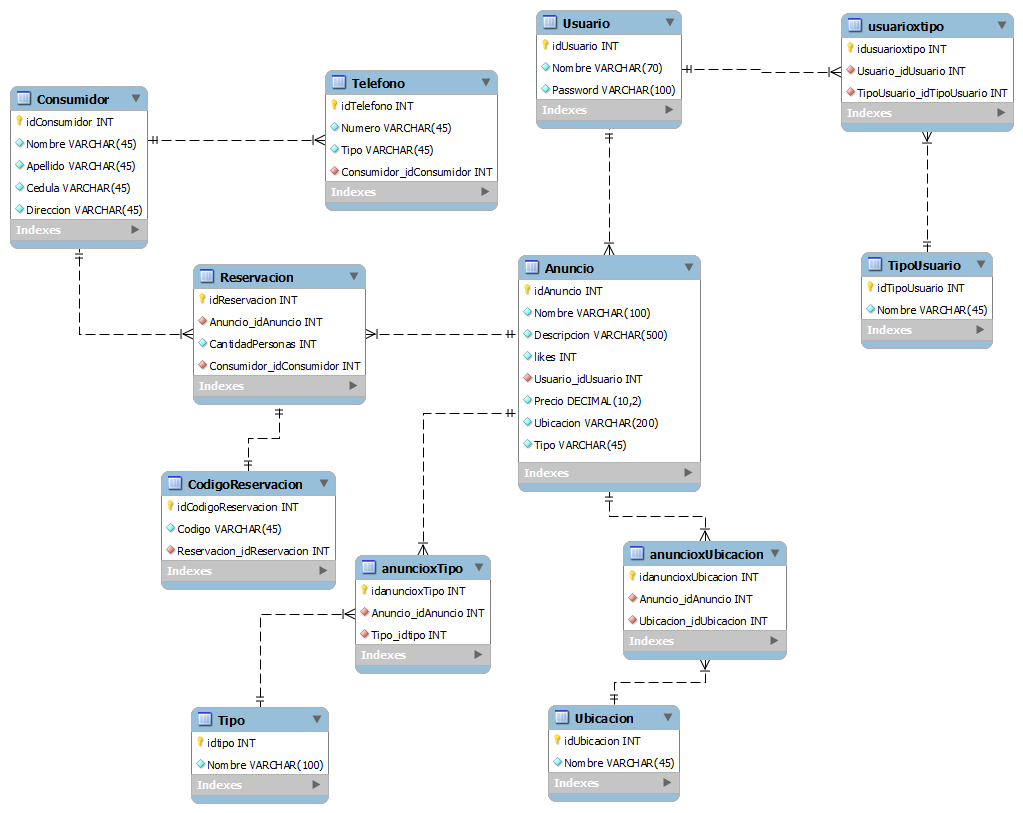 Usuario
idUsuario INT
Nombre VARCHAR(70)
Password VARCHAR(100)
Indexes
usuarioxtipo
idusuarioxtipo INT
Usuario_idUsuario INT
TipoUsuario_idTipoUsuario INT
Indexes
Consumidor
idConsumidor INT
Nombre VARCHAR(45)
Apellido VARCHAR(45)
Cedula VARCHAR(45)
Direccion VARCHAR(45)
Indexes
Telefono
idTelefono INT
Numero VARCHAR(45)
Tipo VARCHAR(45)
Consumidor_idConsumidor INT
Indexes
Reservacion
idReservacion INT
Anuncio_idAnuncio INT
CantidadPersonas INT
Consumidor_idConsumidor INT
Indexes
Anuncio
idAnuncio INT
Nombre VARCHAR(100)
Descripcion VARCHAR(500)
likes INT
Usuario_idUsuario INT
Precio DECIMAL(10,2)
Ubicacion VARCHAR(200)
Tipo VARCHAR(45)
Indexes
TipoUsuario
idTipoUsuario INT
Nombre VARCHAR(45)
Indexes
CodigoReservacion
idCodigoReservacion INT
Codigo VARCHAR(45)
Reservacion_idReservacion INT
Indexes
anuncioxTipo
idanuncioxTipo INT
Anuncio_idAnuncio INT
Tipo_idtipo INT
Indexes
anuncioxUbicacion
idanuncioxUbicacion INT
Anuncio_idAnuncio INT
Ubicacion_idUbicacion INT
Indexes
Tipo
idtipo INT
Nombre VARCHAR(100)
Indexes
Ubicacion
idUbicacion INT
Nombre VARCHAR(45)
Indexes